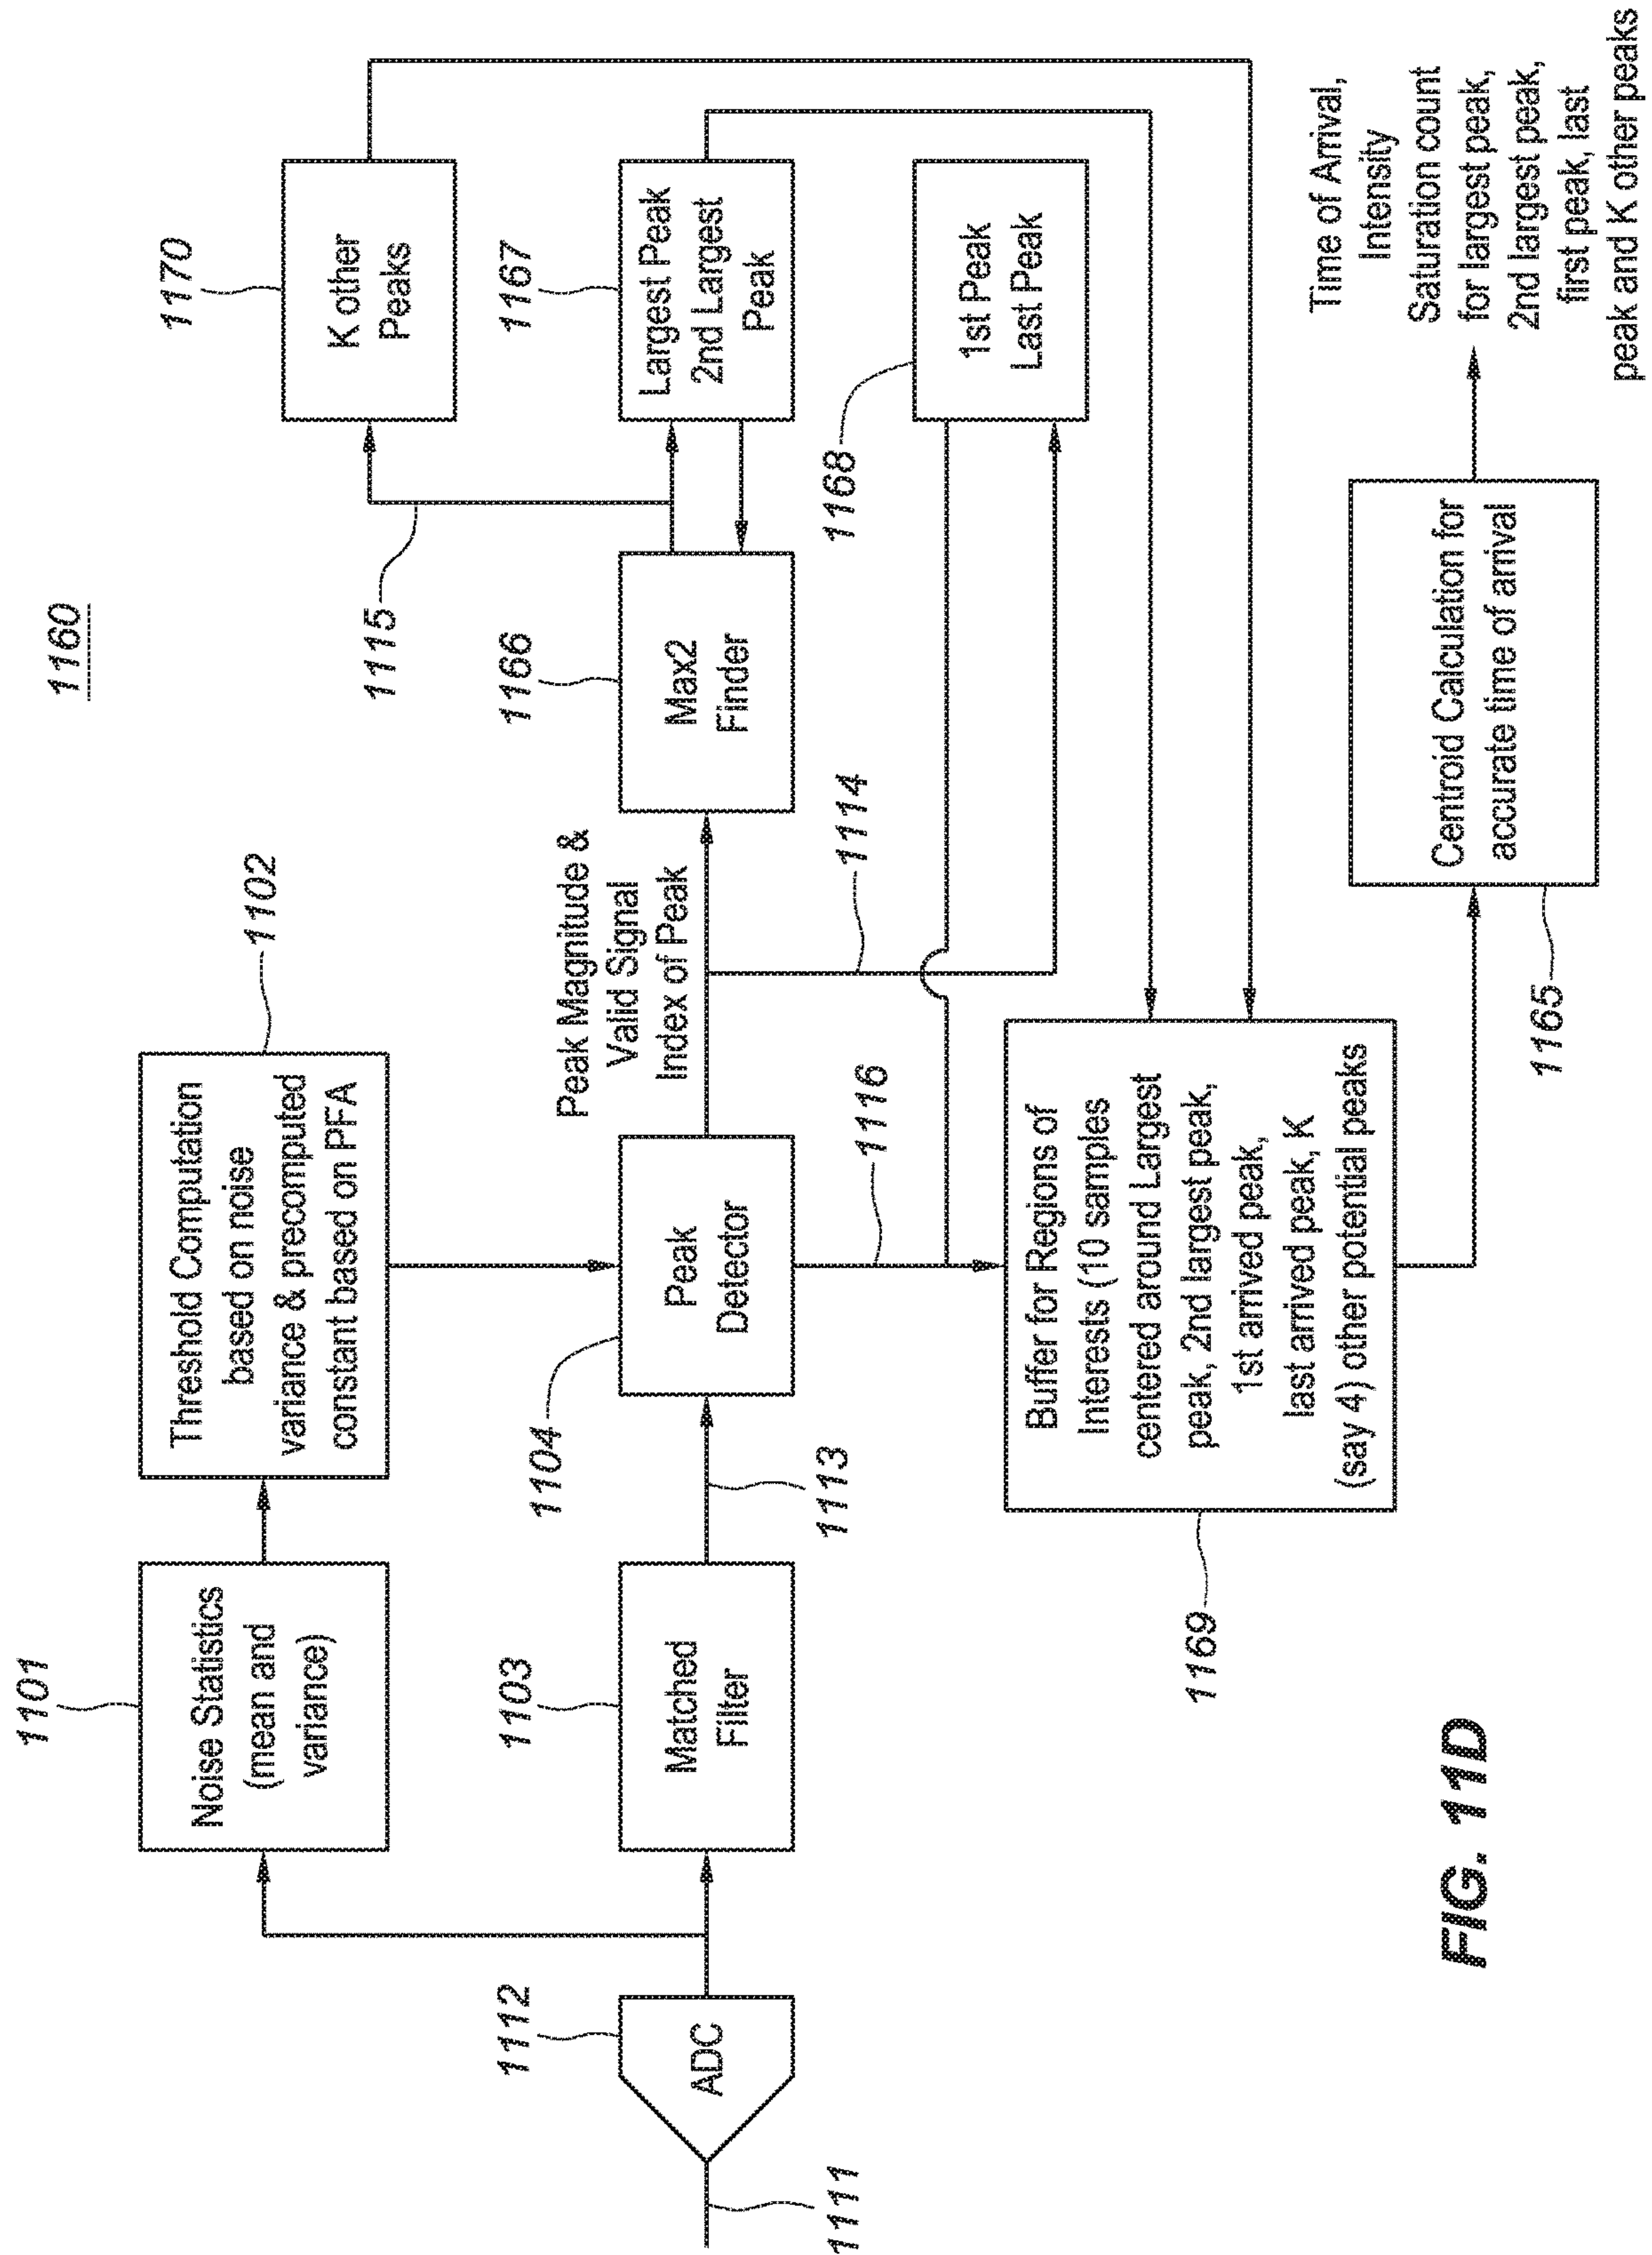 1160
1101
Noise Statistics
(mean and
variance)
1102
Threshold Computation
based on noise
variance & precomputed
constant based on PFA
1170
K other
Peaks
1111
1112
ADC
1103
Matched
Filter
1113
1104
Peak
Detector
Peak Magnitude &
Valid Signal
Index of Peak
1166
Max2
Finder
1115
1167
Largest Peak
2nd Largest
Peak
1114
1168
1st Peak
Last Peak
1116
1169
Buffer for Regions of
Interests (10 samples
centered around Largest
peak, 2nd largest peak,
1st arrived peak,
last arrived peak, K
(say 4) other potential peaks
1165
Centroid Calculation for
accurate time of arrival
Time of Arrival,
Intensity
Saturation count
for largest peak,
2nd largest peak,
first peak, last
peak and K other peaks
FIG. 11D